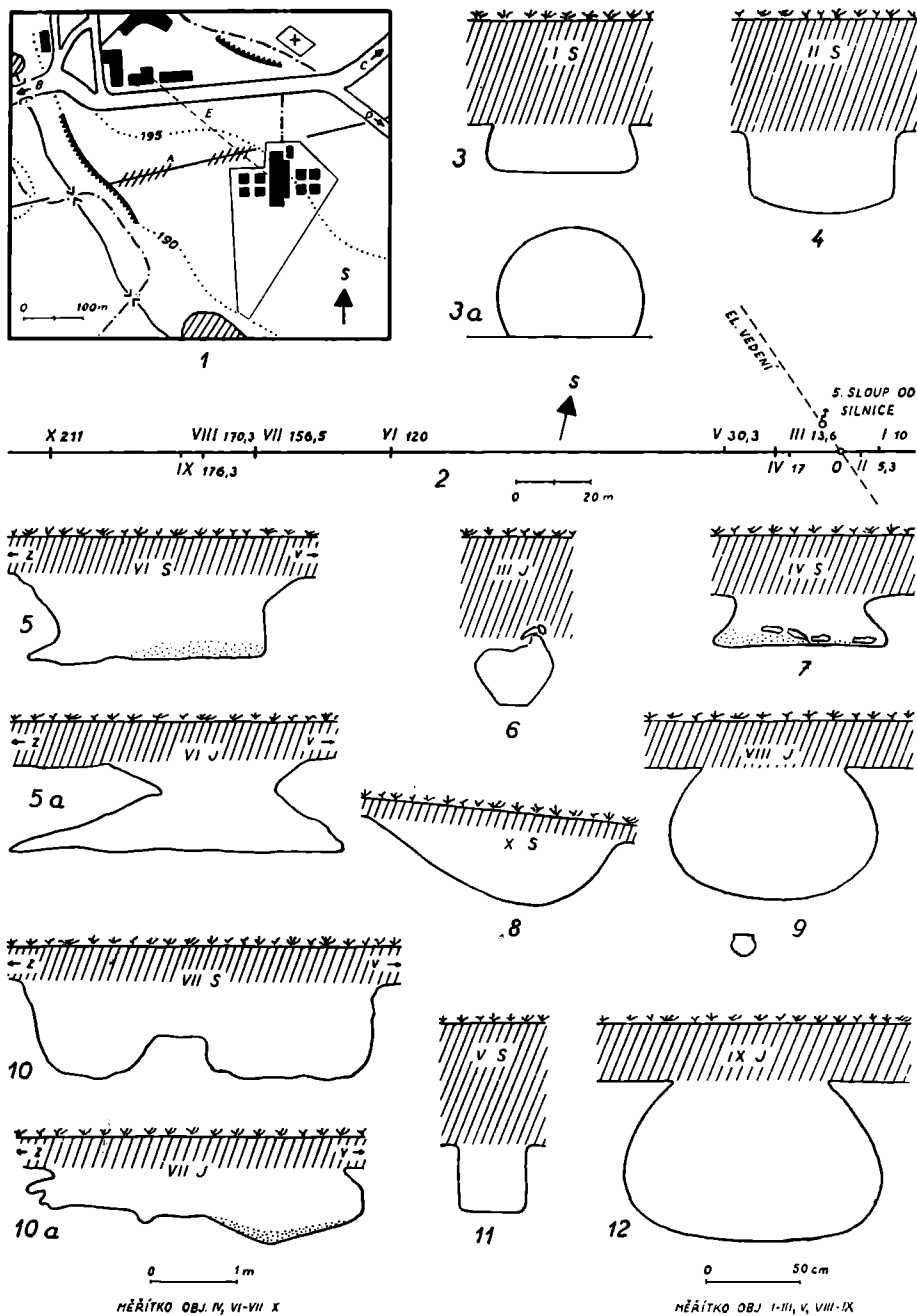 X
C
B
D
E
195
A
190
S
0 100 m
1
I S
3
II S
4
3a
EL. VEDENÍ
S
5. SLOUP OD
SILNICE
X 211
VIII 170,3
VII 156,5
VI 120
V 30,3
III 13,6
I 10
IX 176,3
2
IV 17
0
II 5,3
0 20 m
← Z
VI S
V →
5
III J
6
IV S
7
← Z
VI J
V →
5a
X S
8
VIII J
9
← Z
VII S
V →
10
V S
11
IX J
12
← Z
VII J
V →
10a
0 1 m
MĚŘÍTKO OBJ. IV, VI-VII X
0 50 cm
MĚŘÍTKO OBJ I-III, V, VIII-IX